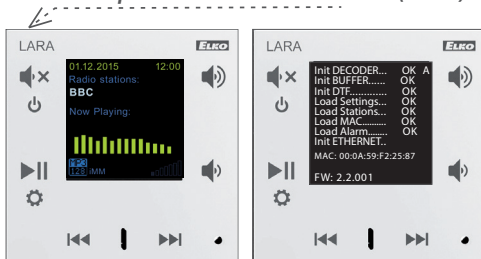 LARA
ELKO
01.12.2015 12:00
Radio stations:
BBC
Now Playing:
MP3
128 iMM
LARA
ELKO
Init DECODER... OK A
Init BUFFER...... OK
Init DTF............ OK
Load Settings... OK
Load Stations... OK
Load MAC.......... OK
Load Alarm........ OK
Init ETHERNET..
MAC: 00:0A:59:F2:25:87
FW: 2.2.001